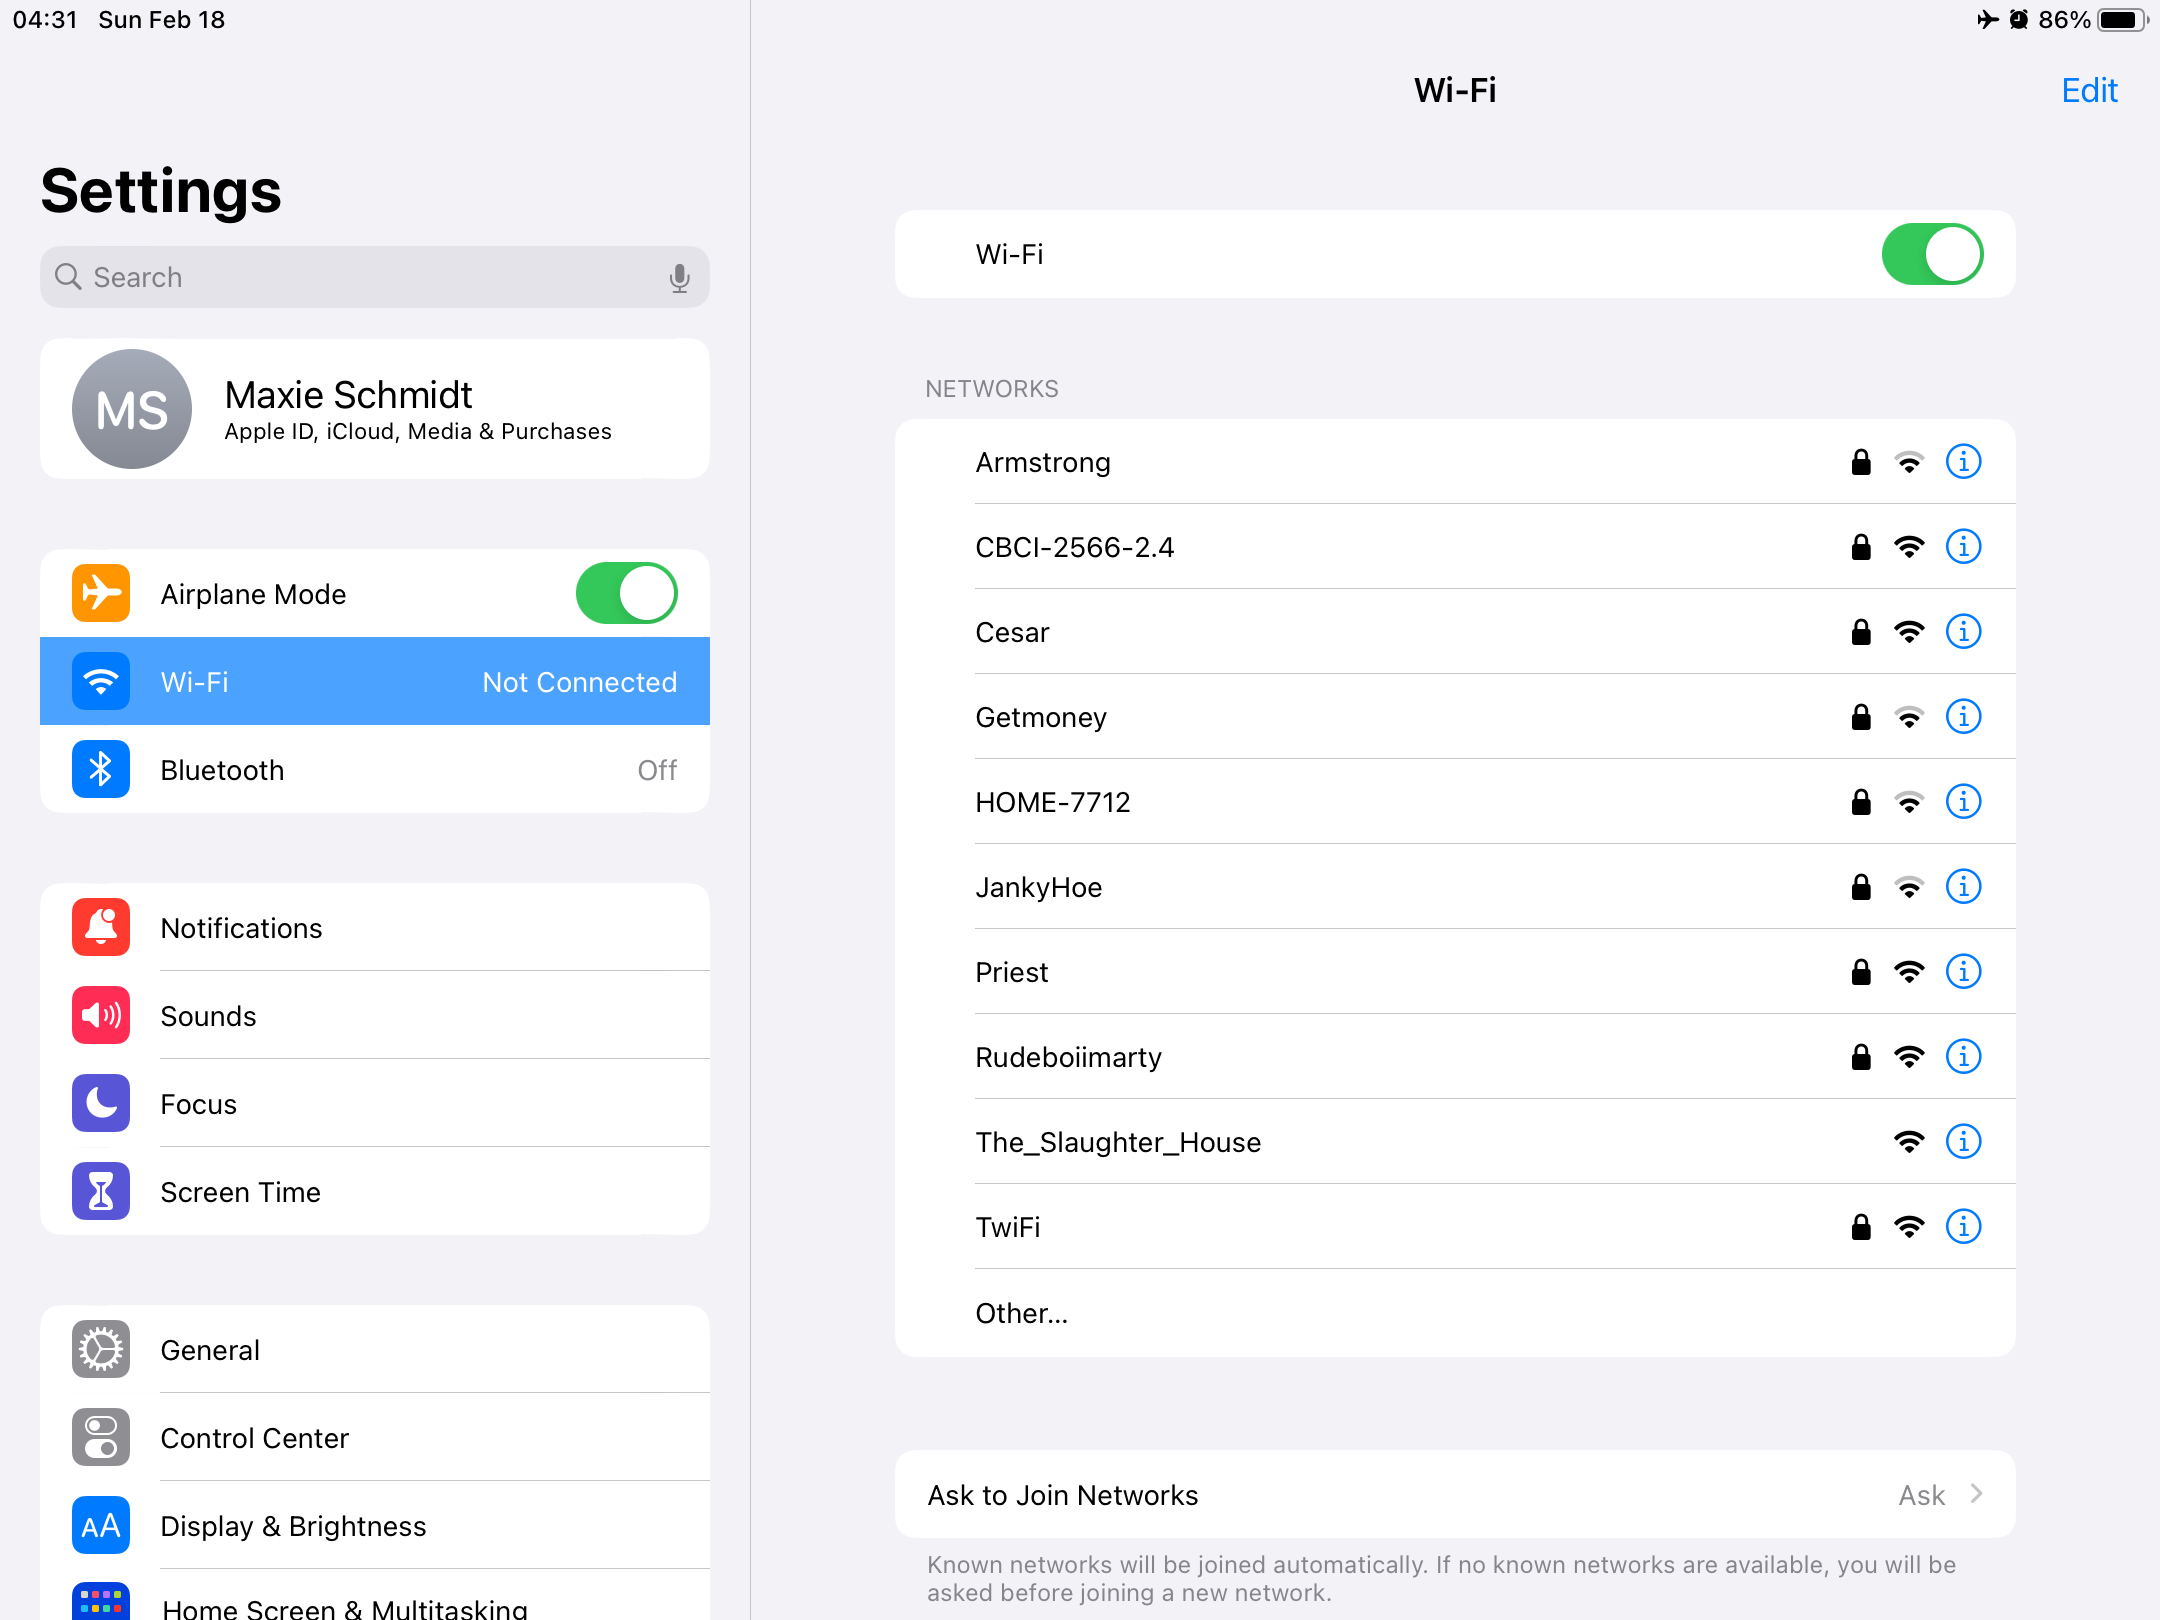 04:31 Sun Feb 18
86%
Settings
Search
MS
Maxie Schmidt
Apple ID, iCloud, Media & Purchases
Airplane Mode
Wi-Fi Not Connected
Bluetooth Off
Notifications
Sounds
Focus
Screen Time
General
Control Center
AA
Display & Brightness
Home Screen & Multitasking
Wi-Fi
Edit
Wi-Fi
NETWORKS
Armstrong
CBCI-2566-2.4
Cesar
Getmoney
HOME-7712
JankyHoe
Priest
Rudeboiimarty
The_Slaughter_House
TwiFi
Other...
Ask to Join Networks Ask
Known networks will be joined automatically. If no known networks are available, you will be
asked before joining a new network.